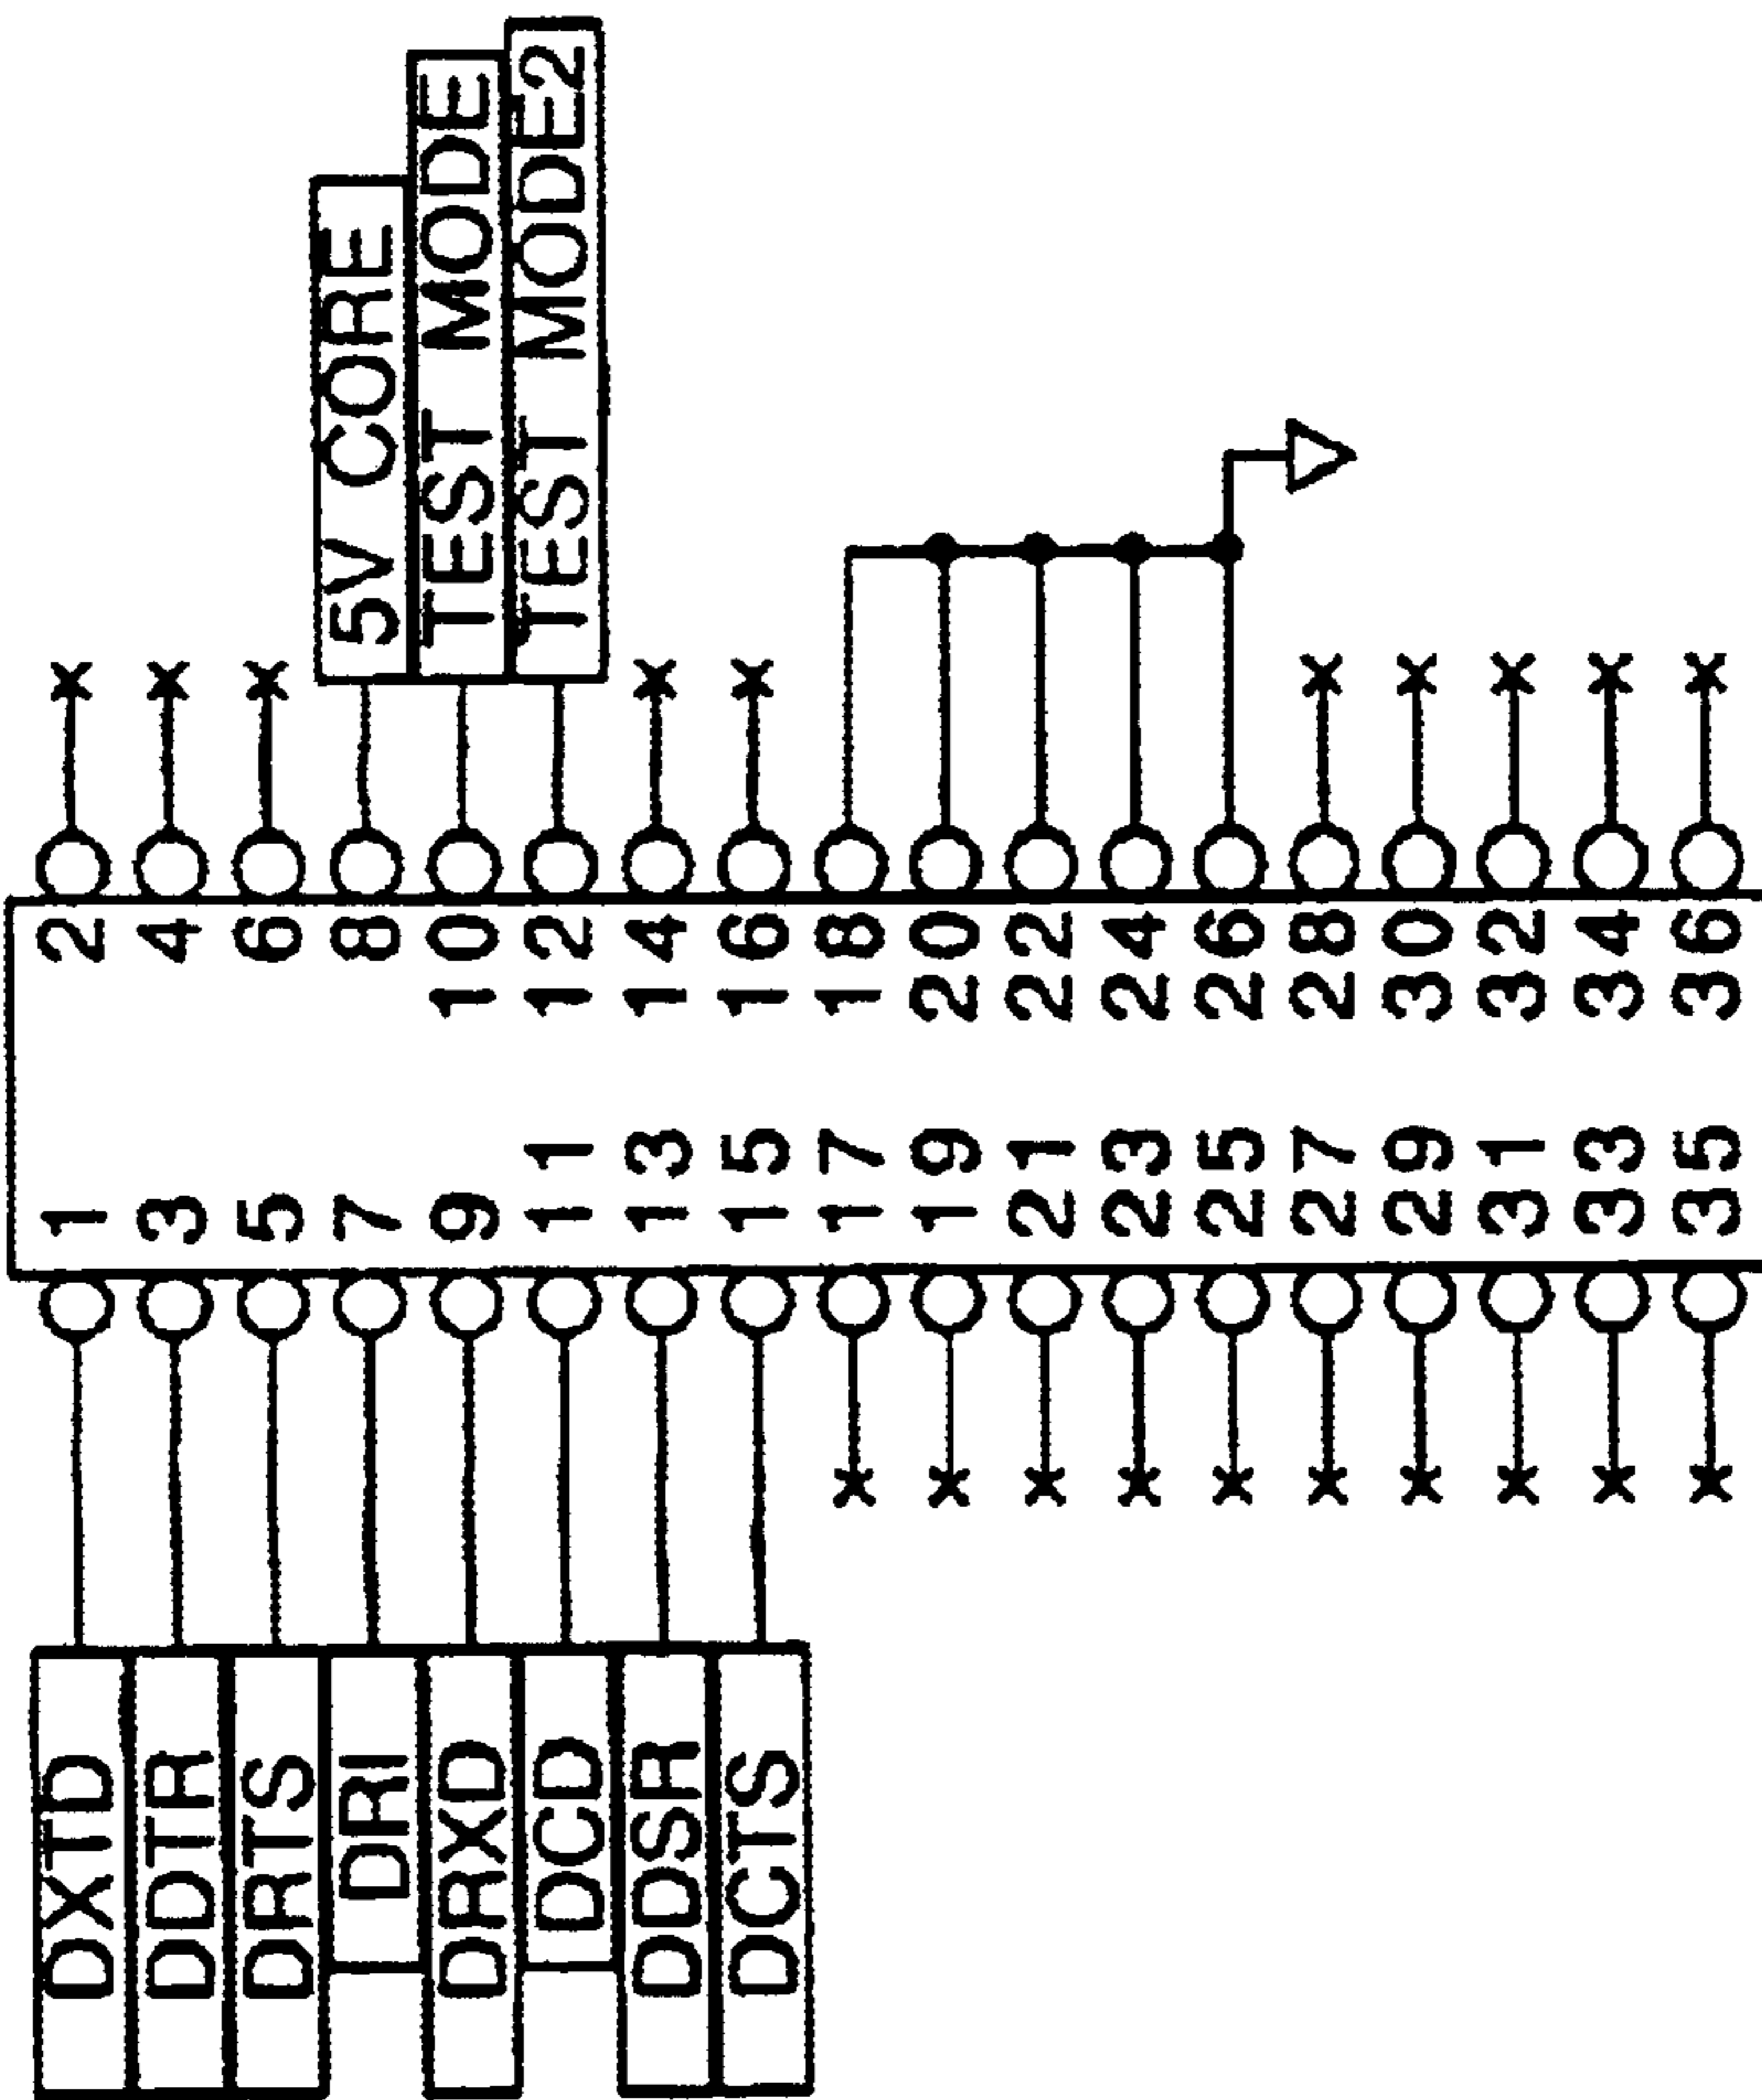 DXTD 1 2
DDTR 3 4
DRTS 5 6
DRI 7 8 5V CORE
DRXD 9 10 TEST MODE
DCD 11 12 TEST MODE2
DDSR 13 14
DCTS 15 16
17 18
19 20
21 22
23 24
25 26
27 28
29 30
31 32
33 34
35 36